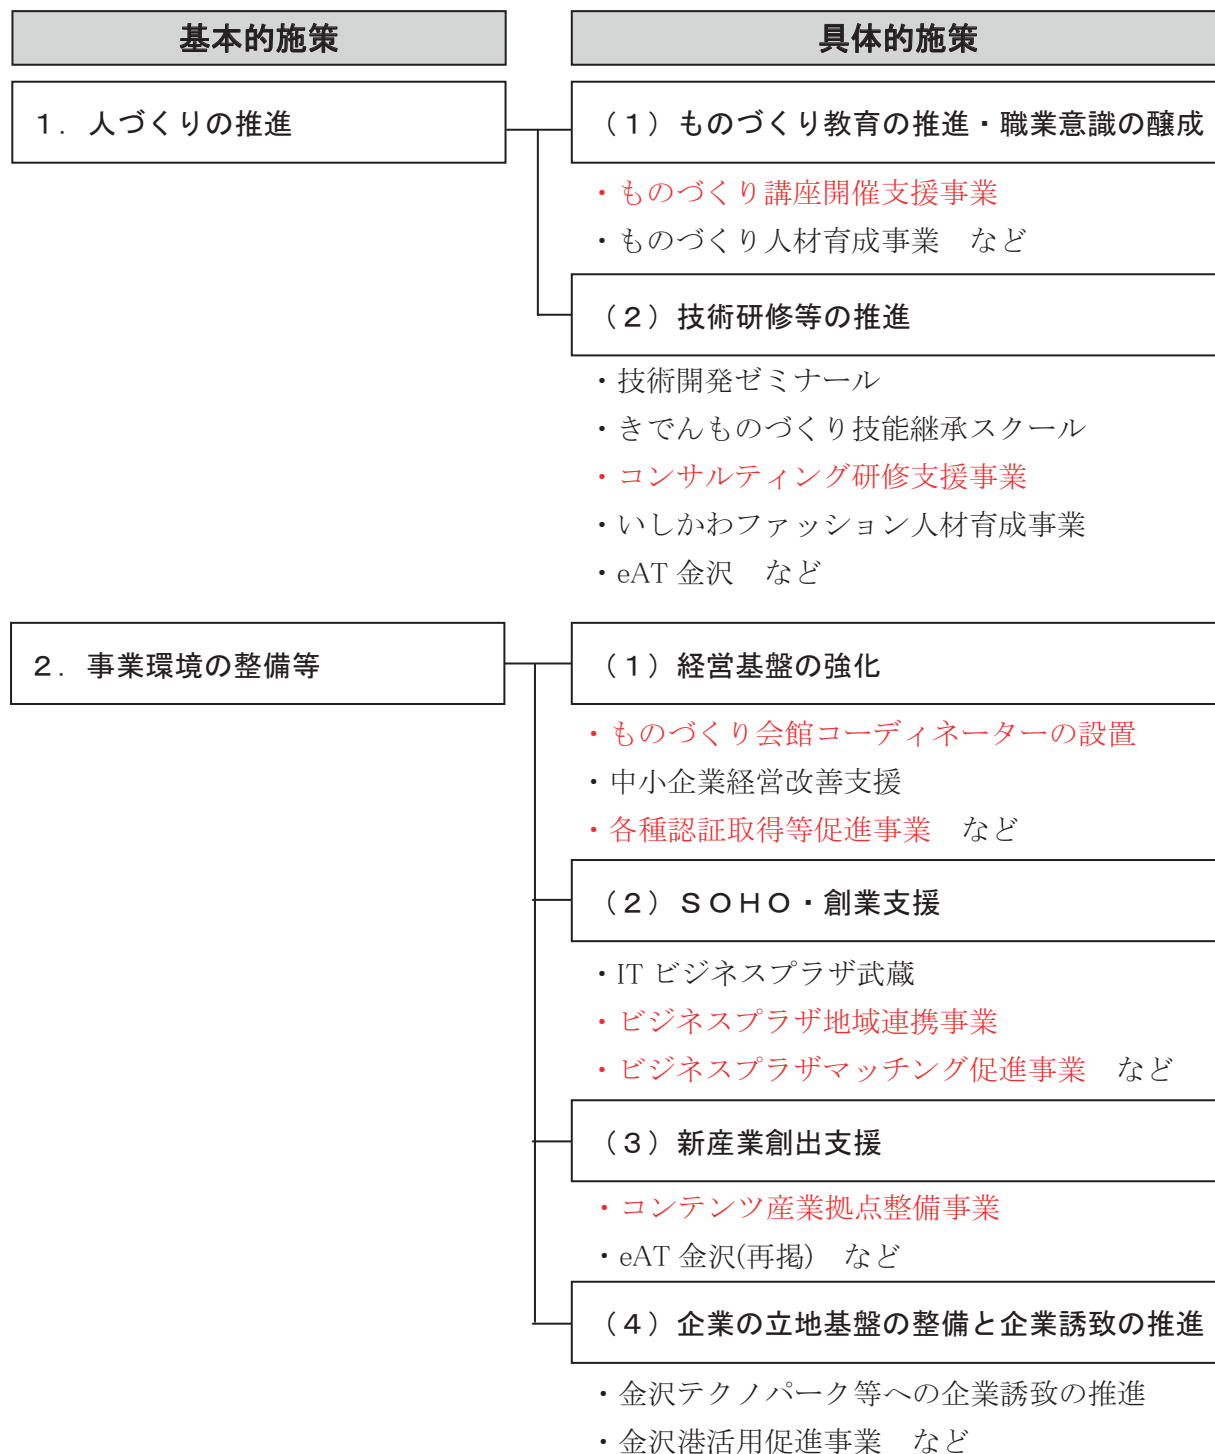 基本的施策
具体的施策
１．人づくりの推進
（１）ものづくり教育の推進・職業意識の醸成
・ものづくり講座開催支援事業
・ものづくり人材育成事業　など
（２）技術研修等の推進
・技術開発ゼミナール
・きでんものづくり技能継承スクール
・コンサルティング研修支援事業
・いしかわファッション人材育成事業
・eAT 金沢　など
２．事業環境の整備等
（１）経営基盤の強化
・ものづくり会館コーディネーターの設置
・中小企業経営改善支援
・各種認証取得等促進事業　など
（２）ＳＯＨＯ・創業支援
・IT ビジネスプラザ武蔵
・ビジネスプラザ地域連携事業
・ビジネスプラザマッチング促進事業　など
（３）新産業創出支援
・コンテンツ産業拠点整備事業
・eAT 金沢(再掲)　など
（４）企業の立地基盤の整備と企業誘致の推進
・金沢テクノパーク等への企業誘致の推進
・金沢港活用促進事業　など